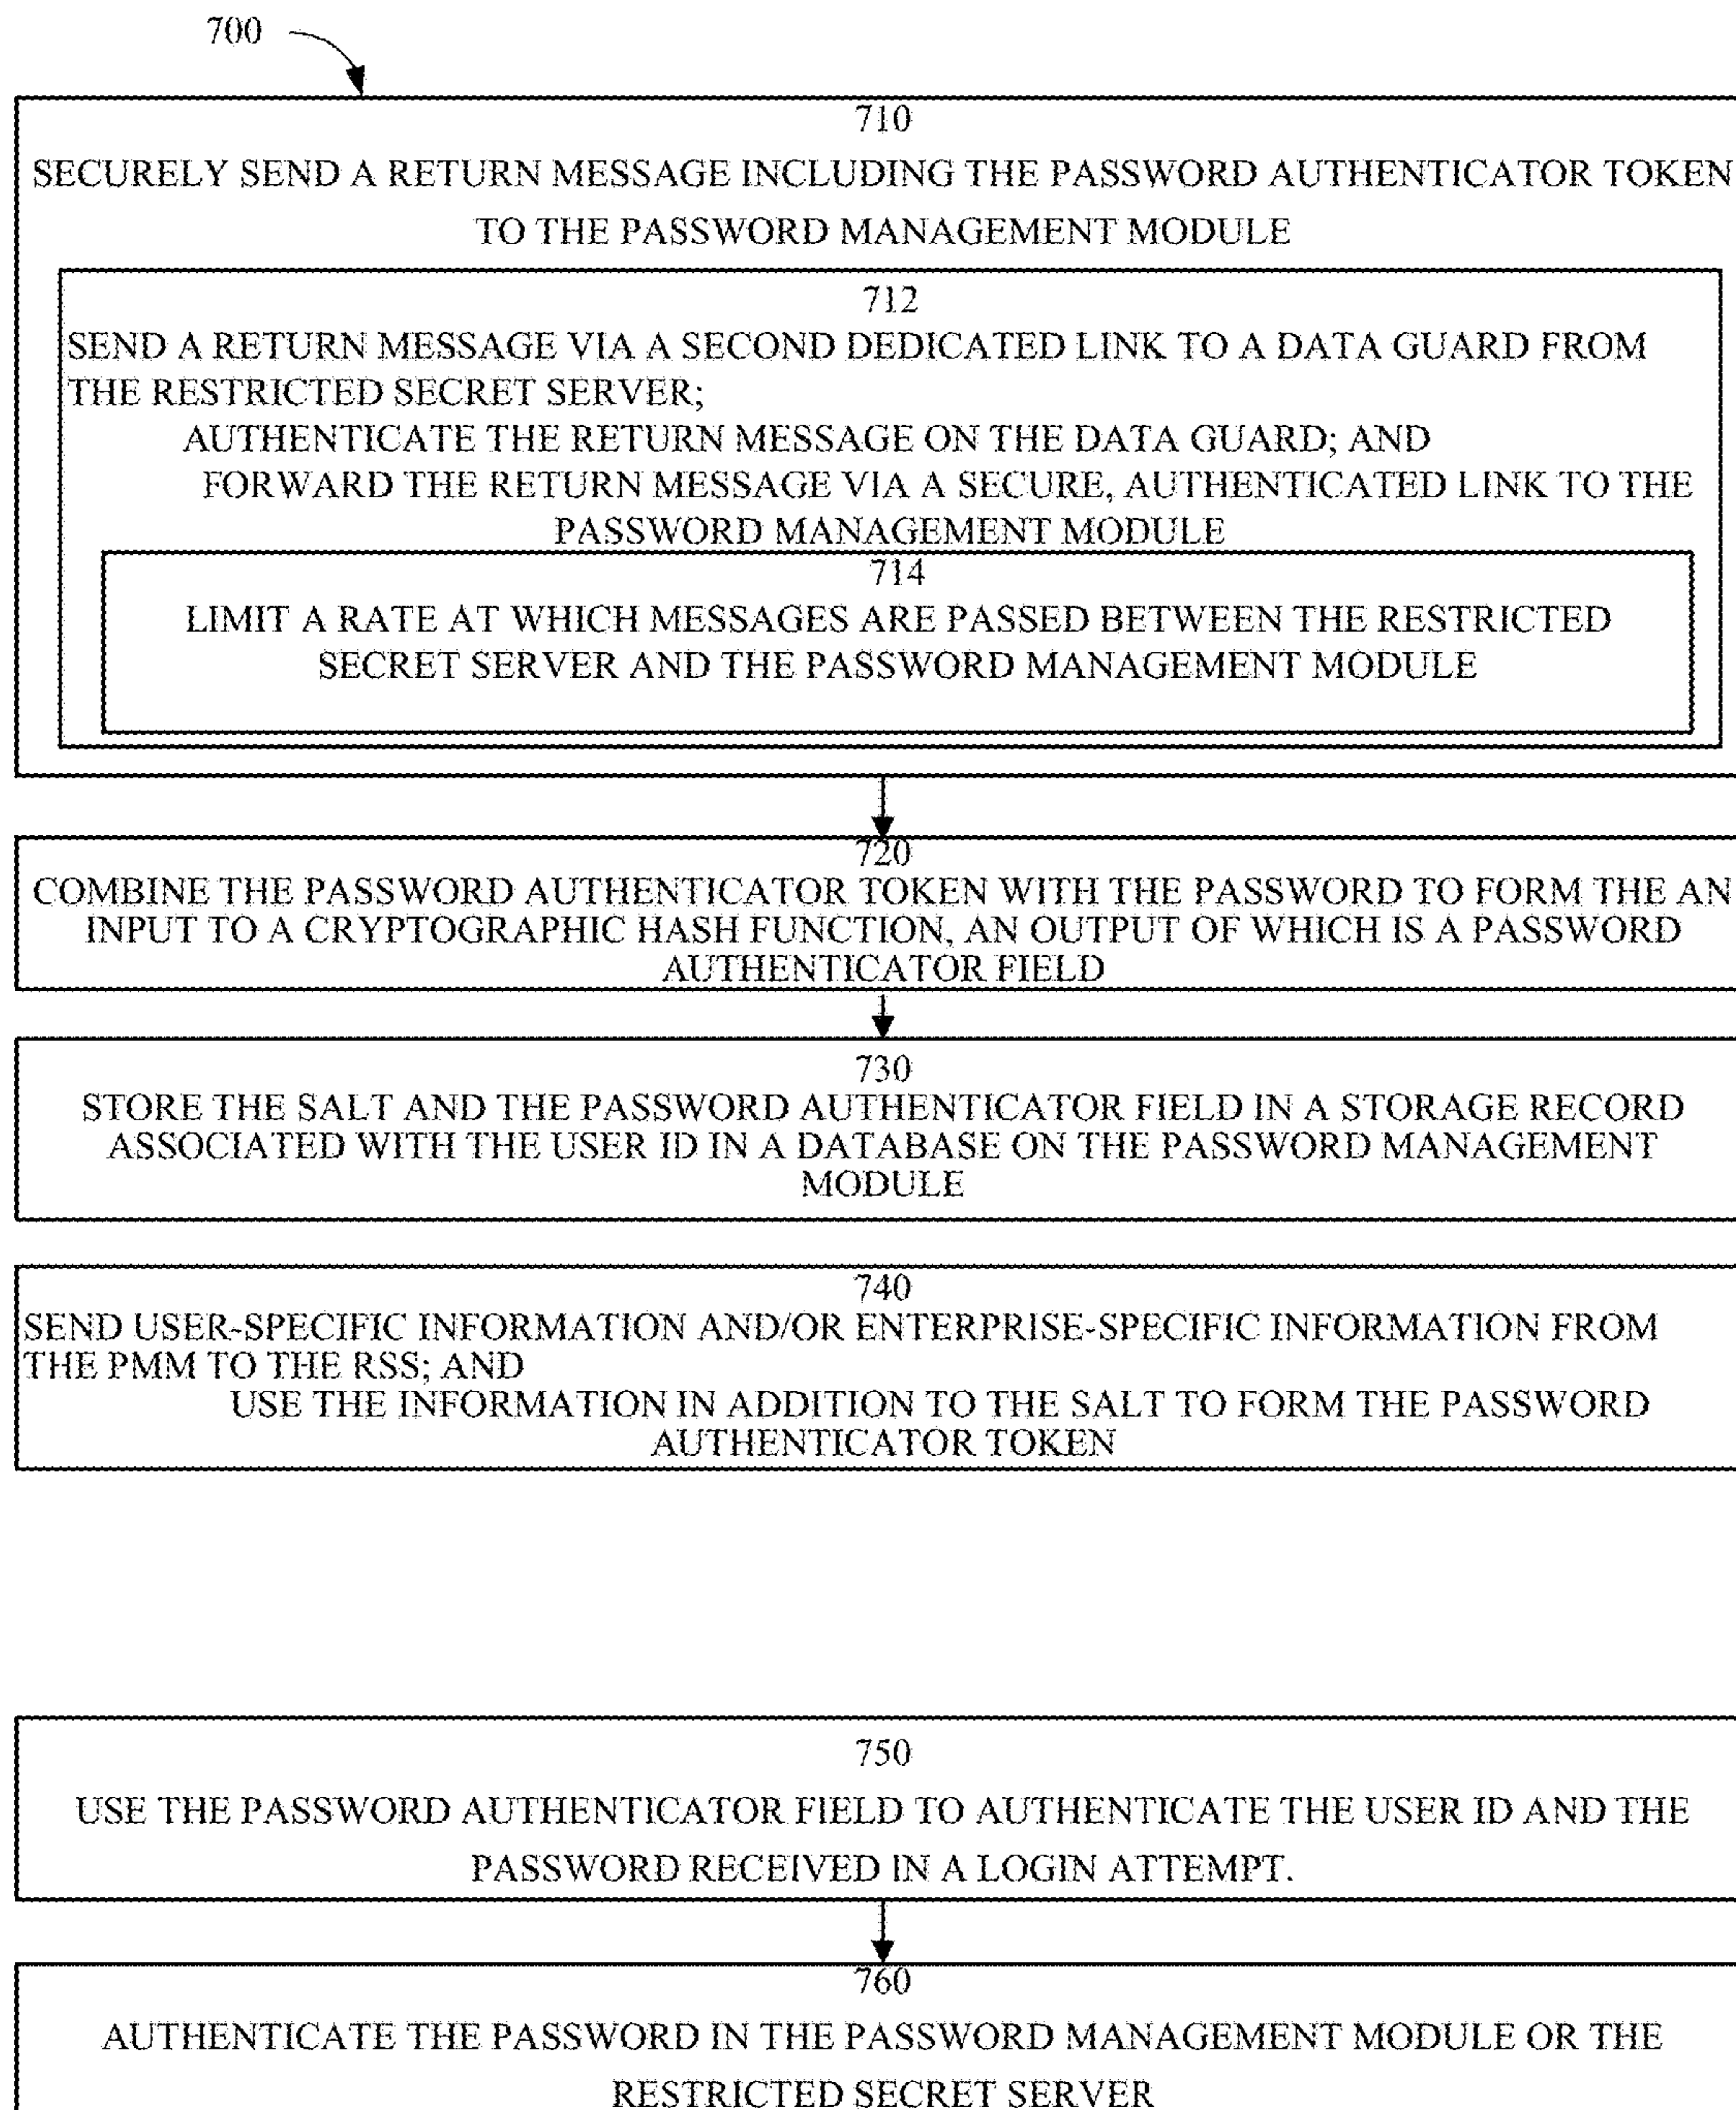 700
710
SECURELY SEND A RETURN MESSAGE INCLUDING THE PASSWORD AUTHENTICATOR TOKEN
TO THE PASSWORD MANAGEMENT MODULE
712
SEND A RETURN MESSAGE VIA A SECOND DEDICATED LINK TO A DATA GUARD FROM
THE RESTRICTED SECRET SERVER;
AUTHENTICATE THE RETURN MESSAGE ON THE DATA GUARD; AND
FORWARD THE RETURN MESSAGE VIA A SECURE, AUTHENTICATED LINK TO THE
PASSWORD MANAGEMENT MODULE
714
LIMIT A RATE AT WHICH MESSAGES ARE PASSED BETWEEN THE RESTRICTED
SECRET SERVER AND THE PASSWORD MANAGEMENT MODULE
720
COMBINE THE PASSWORD AUTHENTICATOR TOKEN WITH THE PASSWORD TO FORM THE AN
INPUT TO A CRYPTOGRAPHIC HASH FUNCTION, AN OUTPUT OF WHICH IS A PASSWORD
AUTHENTICATOR FIELD
730
STORE THE SALT AND THE PASSWORD AUTHENTICATOR FIELD IN A STORAGE RECORD
ASSOCIATED WITH THE USER ID IN A DATABASE ON THE PASSWORD MANAGEMENT
MODULE
740
SEND USER-SPECIFIC INFORMATION AND/OR ENTERPRISE-SPECIFIC INFORMATION FROM
THE PMM TO THE RSS; AND
USE THE INFORMATION IN ADDITION TO THE SALT TO FORM THE PASSWORD
AUTHENTICATOR TOKEN
750
USE THE PASSWORD AUTHENTICATOR FIELD TO AUTHENTICATE THE USER ID AND THE
PASSWORD RECEIVED IN A LOGIN ATTEMPT.
760
AUTHENTICATE THE PASSWORD IN THE PASSWORD MANAGEMENT MODULE OR THE
RESTRICTED SECRET SERVER